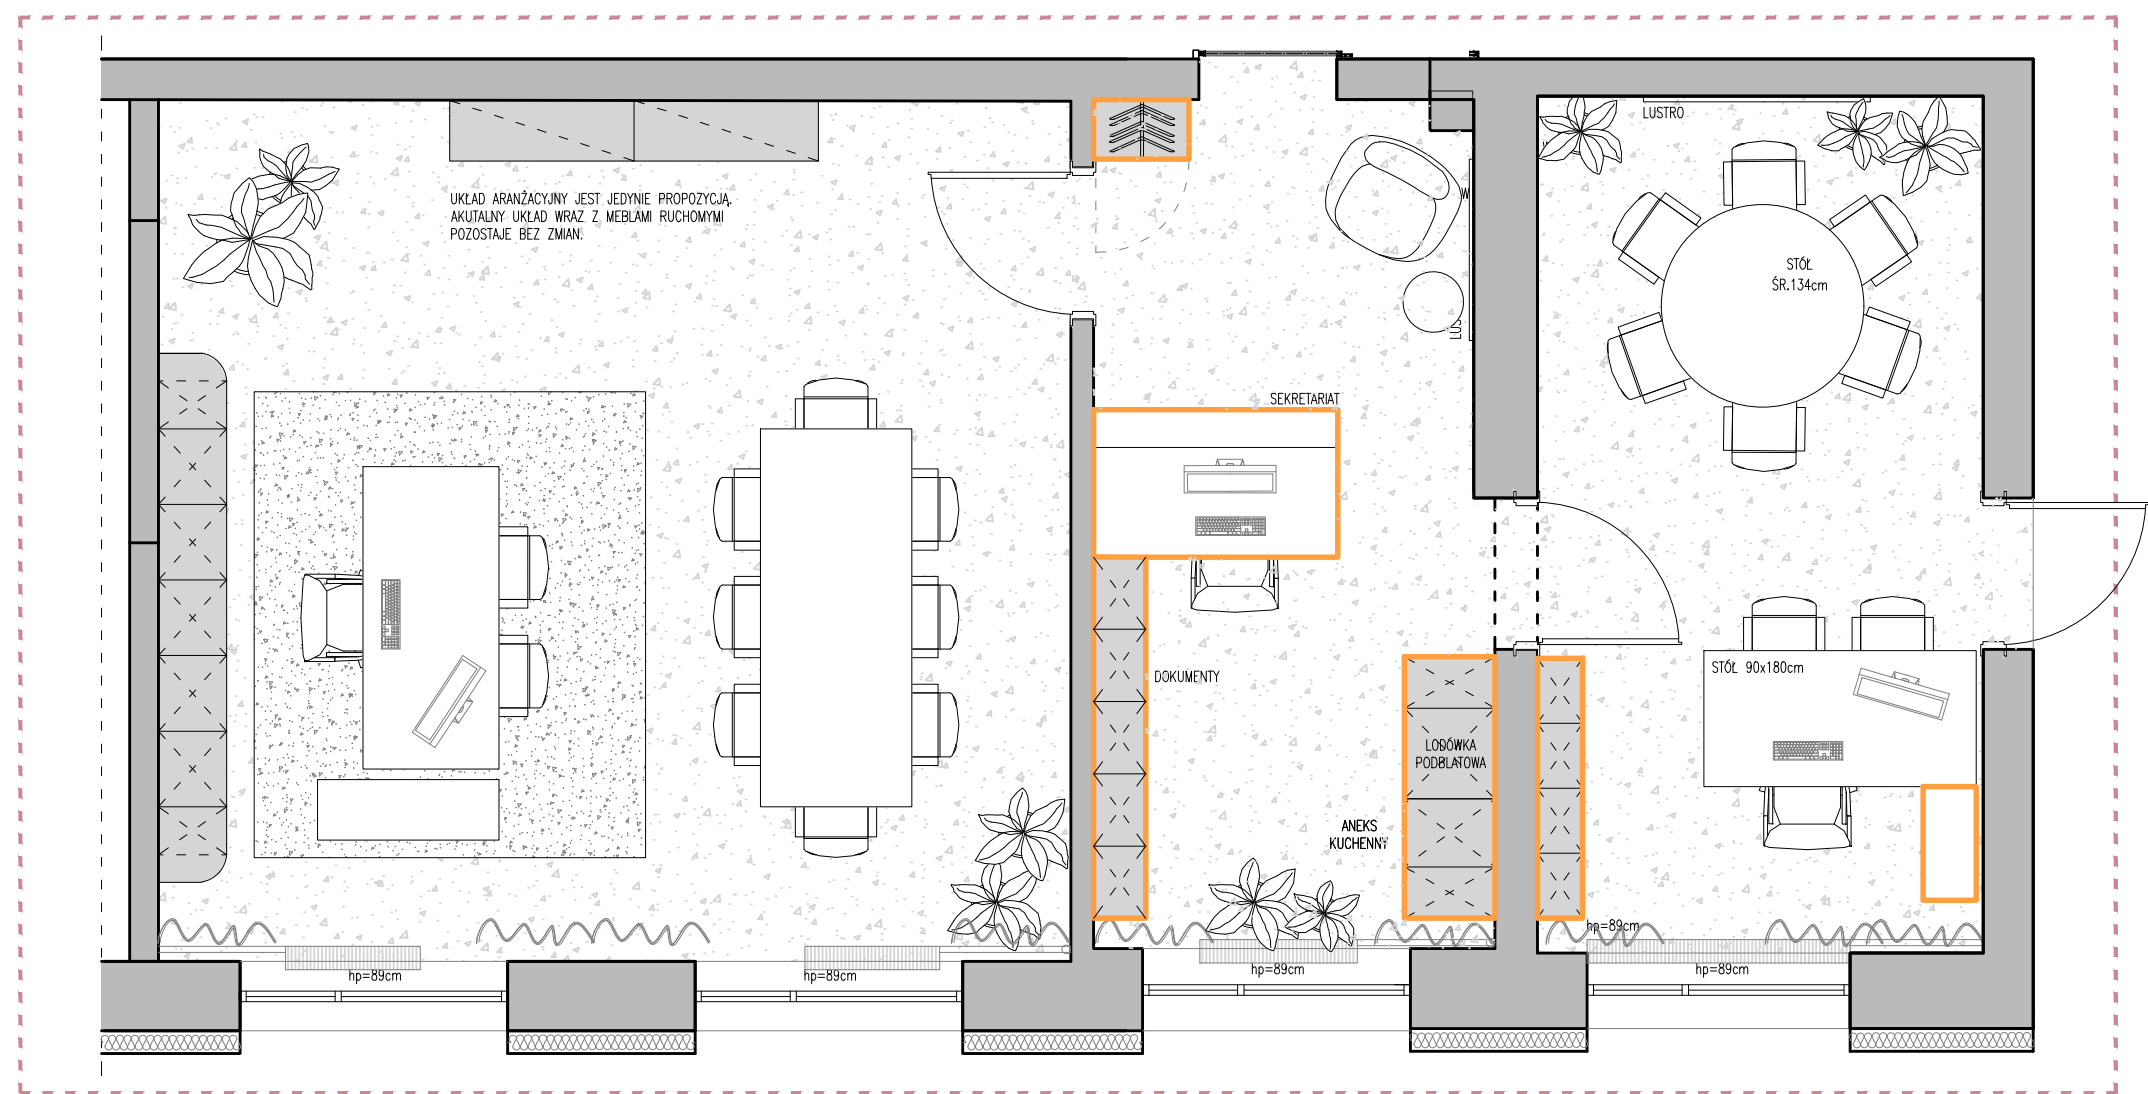 LUSTRO
UKŁAD ARANŻACYJNY JEST JEDYNIE PROPOZYCJĄ.
AKUTALNY UKŁAD WRAZ Z MEBLAMI RUCHOMYMI
POZOSTAJE BEZ ZMIAN.
STÓŁ
ŚR.134cm
LUS
SEKRETARIAT
DOKUMENTY
STÓŁ 90x180cm
LODÓWKA
PODBLATOWA
ANEKS
KUCHENNY
hp=89cm
hp=89cm
hp=89cm
hp=89cm
hp=89cm